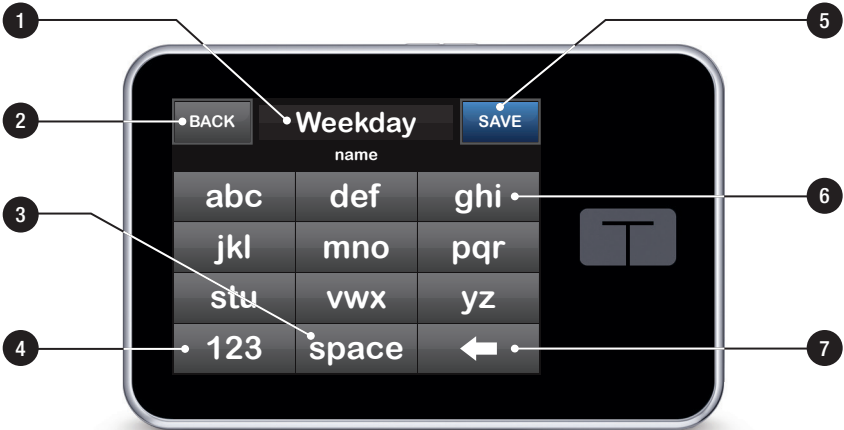 1
5
2
BACK Weekday SAVE
name
abc def ghi
6
3
jkl mno pqr
stu vwx yz
4
123 space
7
T